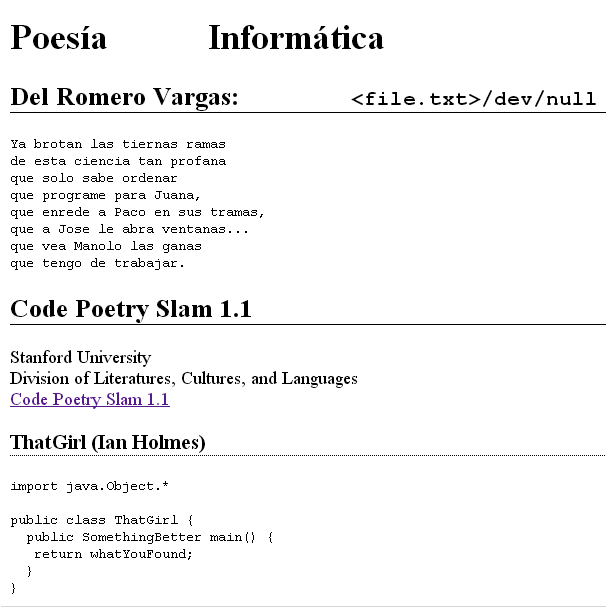 Poesía Informática
Del Romero Vargas: <file.txt>/dev/null
Ya brotan las tiernas ramas
de esta ciencia tan profana
que solo sabe ordenar
que programe para Juana,
que enrede a Paco en sus tramas,
que a Jose le abra ventanas...
que vea Manolo las ganas
que tengo de trabajar.
Code Poetry Slam 1.1
Stanford University
Division of Literatures, Cultures, and Languages
Code Poetry Slam 1.1
ThatGirl (Ian Holmes)
import java.Object.*
public class ThatGirl {
public SomethingBetter main() {
return whatYouFound;
}
}